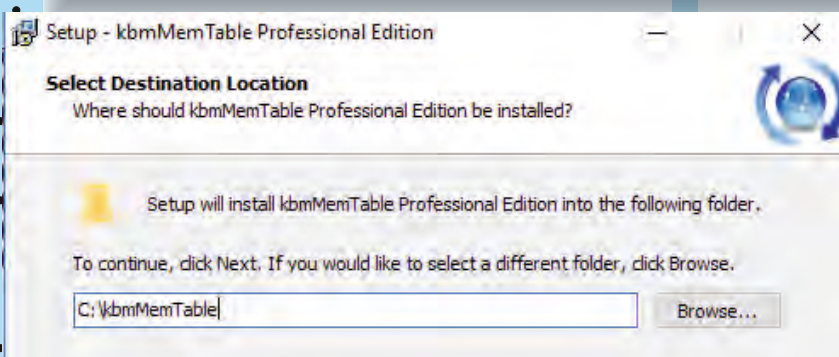 Setup - kbmMemTable Professional Edition
Select Destination Location
Where should kbmMemTable Professional Edition be installed?
Setup will install kbmMemTable Professional Edition into the following folder.
To continue, click Next. If you would like to select a different folder, click Browse.
C:\kbmMemTable
Browse...